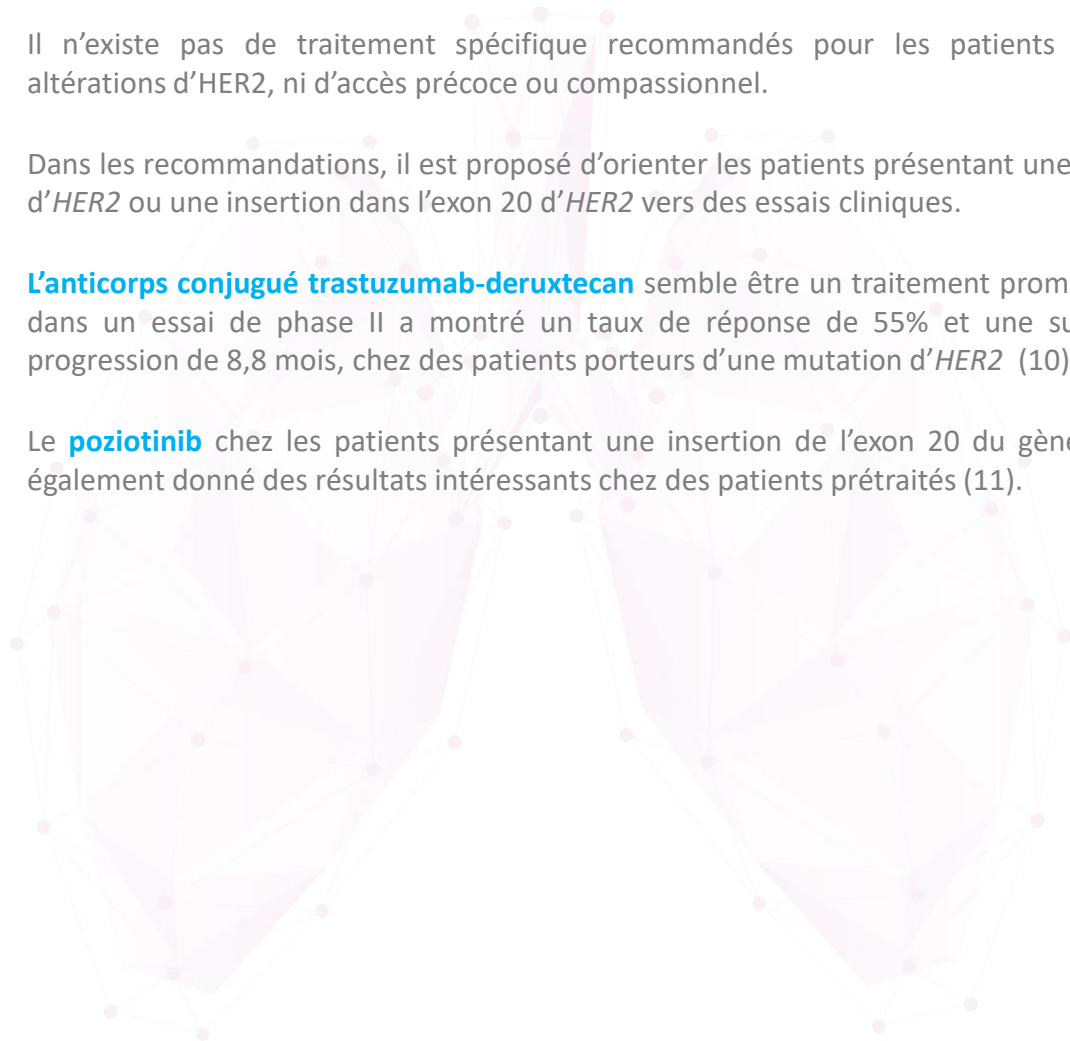 Il n’existe pas de traitement spécifique recommandés pour les patients
altérations d’HER2, ni d’accès précoce ou compassionnel.
Dans les recommandations, il est proposé d’orienter les patients présentant une
d’HER2 ou une insertion dans l’exon 20 d’HER2 vers des essais cliniques.
L’anticorps conjugué trastuzumab-deruxtecan semble être un traitement prom
dans un essai de phase II a montré un taux de réponse de 55% et une su
progression de 8,8 mois, chez des patients porteurs d’une mutation d’HER2 (10)
Le poziotinib chez les patients présentant une insertion de l’exon 20 du gène
également donné des résultats intéressants chez des patients prétraités (11).